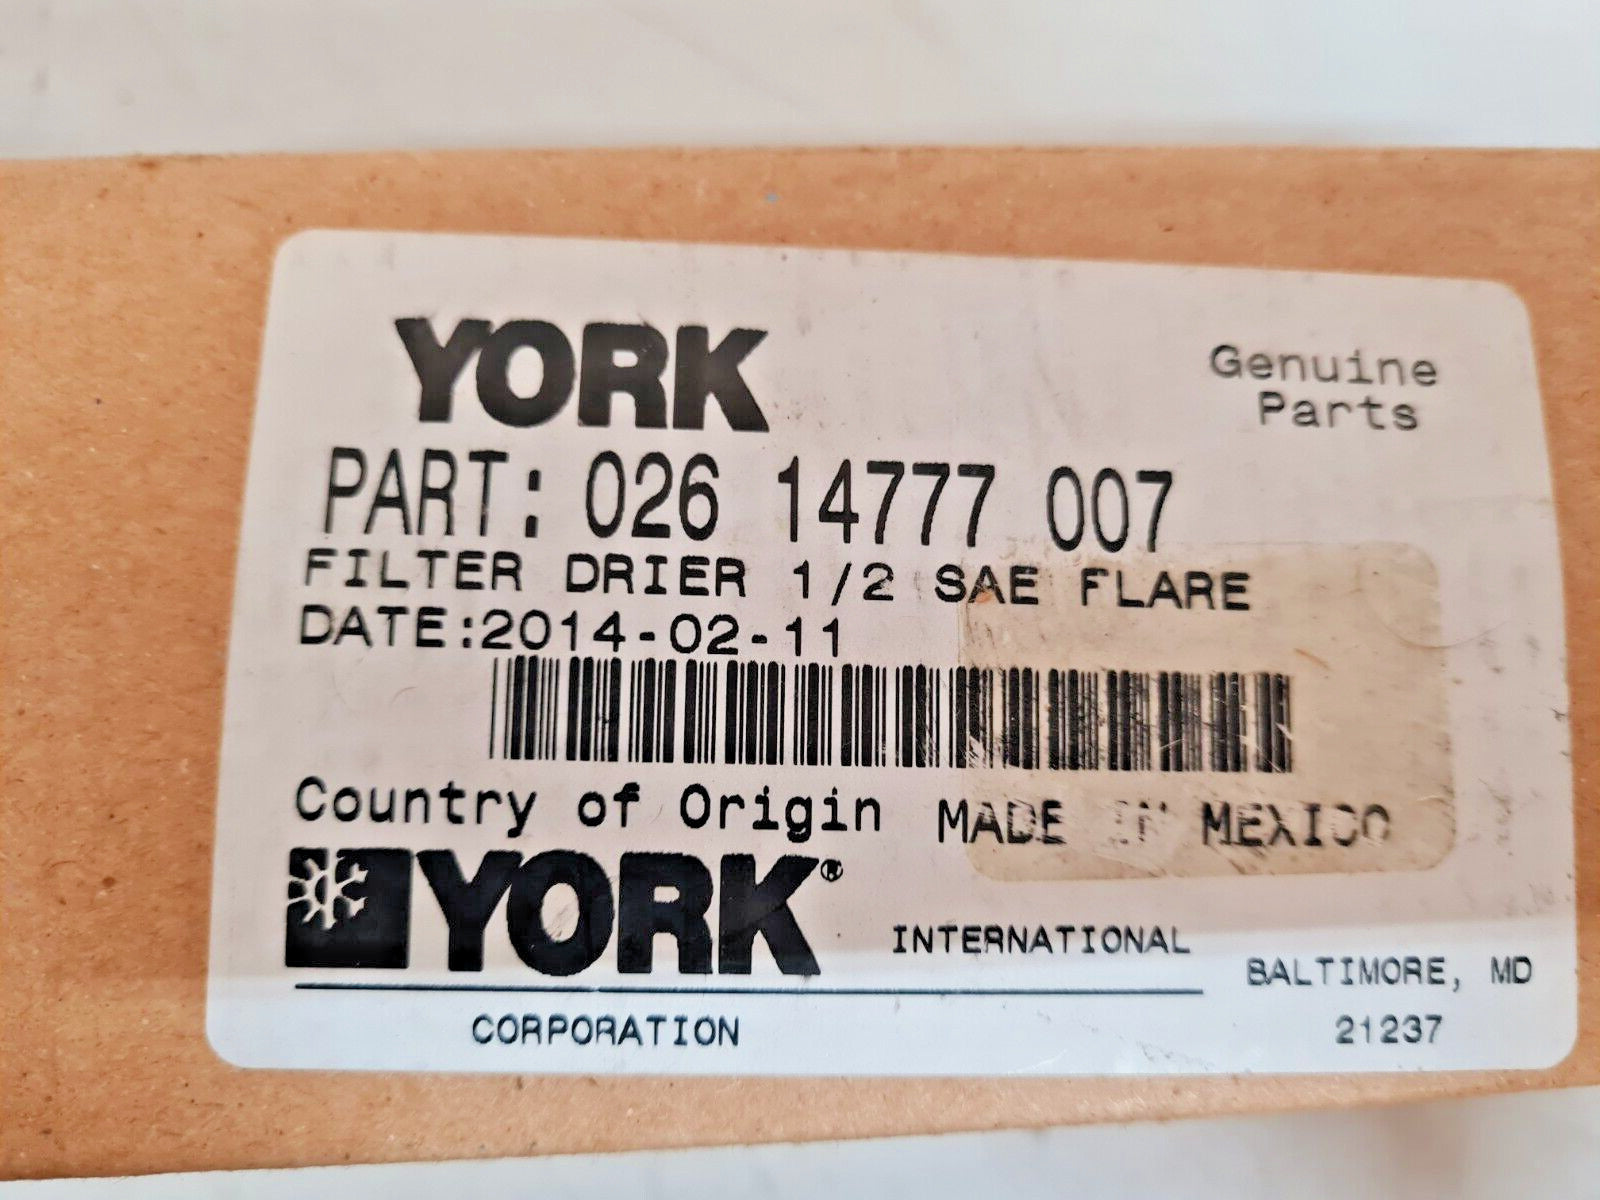 YORK
Genuine
Parts
PART: 026 14777 007
FILTER DRIER 1/2 SAE FLARE
DATE:2014-02-11
Country of Origin MADE IN MEXICO
YORK® INTERNATIONAL
CORPORATION
BALTIMORE, MD
21237